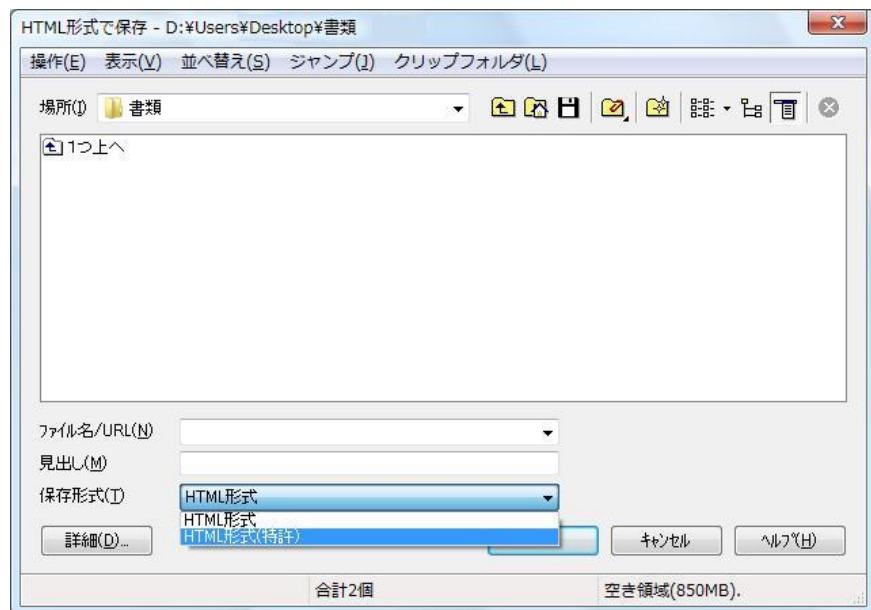 HTML形式で保存 - D:¥Users¥Desktop¥書類
操作(E) 表示(V) 並べ替え(S) ジャンプ(J) クリップフォルダ(L)
場所(I) 書類
1つ上へ
ファイル名/URL(N)
見出し(M)
保存形式(T) HTML形式
HTML形式
HTML形式(特許)
詳細(D)... キャンセル ヘルプ(H)
合計2個 空き領域(850MB).